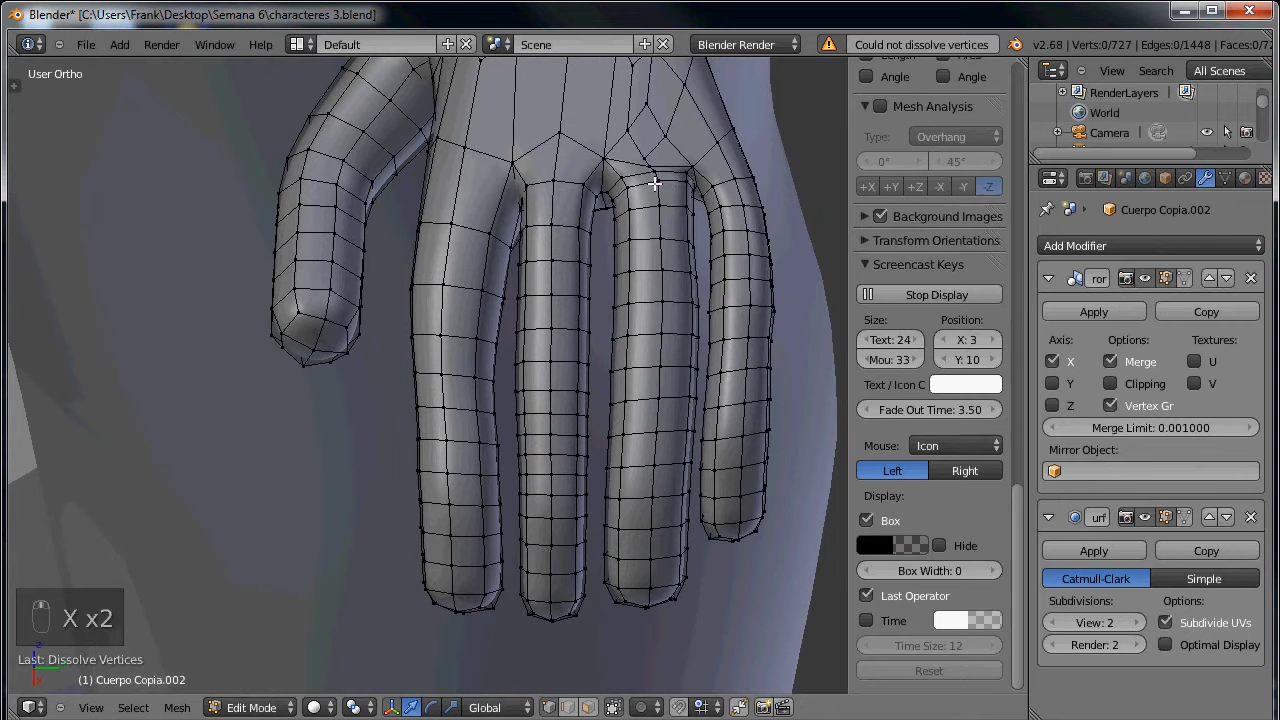 Blender* [C:\Users\Frank\Desktop\Semana 6\characteres 3.blend]
File Add Render Window Help Default Scene Blender Render Could not dissolve vertices v2.68 | Verts:0/727 | Edges:0/1448 | Faces:0/72
User Ortho
Angle Angle
Mesh Analysis
Type: Overhang
0° 45°
+X +Y +Z -X -Y -Z
Background Images
Transform Orientations
Screencast Keys
Stop Display
Size: Position:
Text: 24 X: 3
Mou: 33 Y: 10
Text / Icon C
Fade Out Time: 3.50
Mouse: Icon
Left Right
Display:
Box
Hide
Box Width: 0
Last Operator
Time
Time Size: 12
Reset
View Search All Scenes
RenderLayers
World
Camera
Cuerpo Copia.002
Add Modifier
ror
Apply Copy
Axis: Options: Textures:
X Merge U
Y Clipping V
Z Vertex Gr
Merge Limit: 0.001000
Mirror Object:
urf
Apply Copy
Catmull-Clark Simple
Subdivisions: Options:
View: 2 Subdivide UVs
Render: 2 Optimal Display
X x2
Last: Dissolve Vertices
(1) Cuerpo Copia.002
View Select Mesh Edit Mode Global